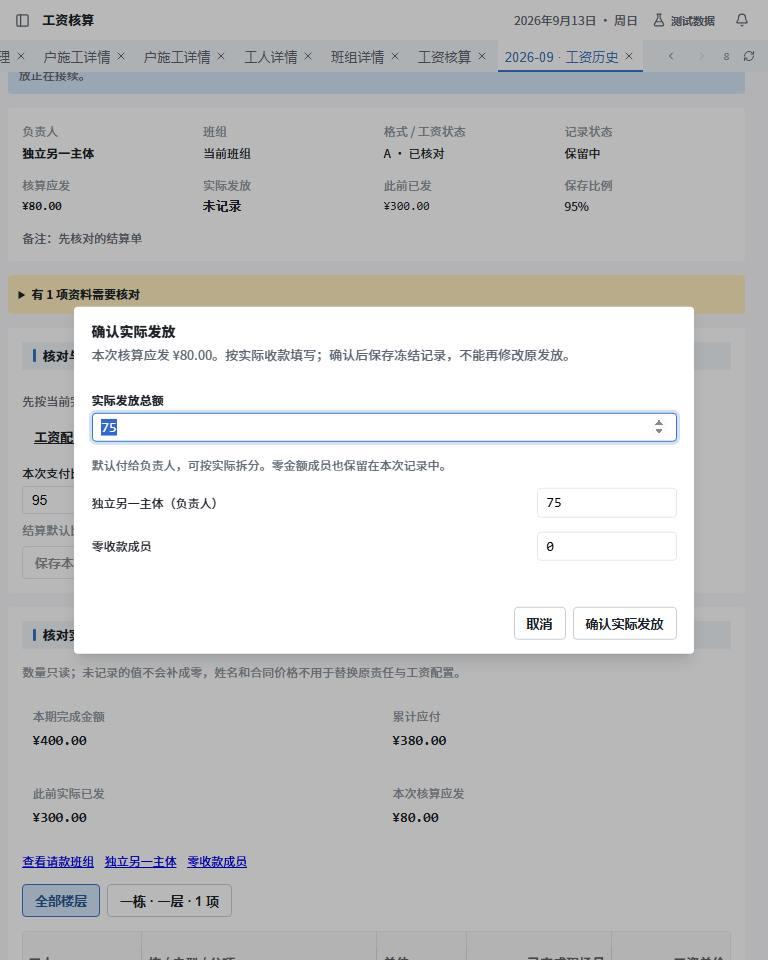 工资核算
2026年9月13日 · 周日
测试数据
理
户施工详情
户施工详情
工人详情
班组详情
工资核算
2026-09 · 工资历史
8
放正在接续。
负责人
班组
格式 / 工资状态
记录状态
独立另一主体
当前班组
A · 已核对
保留中
核算应发
实际发放
此前已发
保存比例
¥80.00
未记录
¥300.00
95%
备注：先核对的结算单
有 1 项资料需要核对
确认实际发放
本次核算应发 ¥80.00。按实际收款填写；确认后保存冻结记录，不能再修改原发放。
核对与
先按当前完
实际发放总额
75
工资配
默认付给负责人，可按实际拆分。零金额成员也保留在本次记录中。
本次支付比
95
独立另一主体（负责人）
75
结算默认比
零收款成员
0
保存本
取消
确认实际发放
核对实
数量只读；未记录的值不会补成零，姓名和合同价格不用于替换原责任与工资配置。
本期完成金额
累计应付
¥400.00
¥380.00
此前实际已发
本次核算应发
¥300.00
¥80.00
查看请款班组
独立另一主体
零收款成员
全部楼层
一栋 · 一层 · 1 项